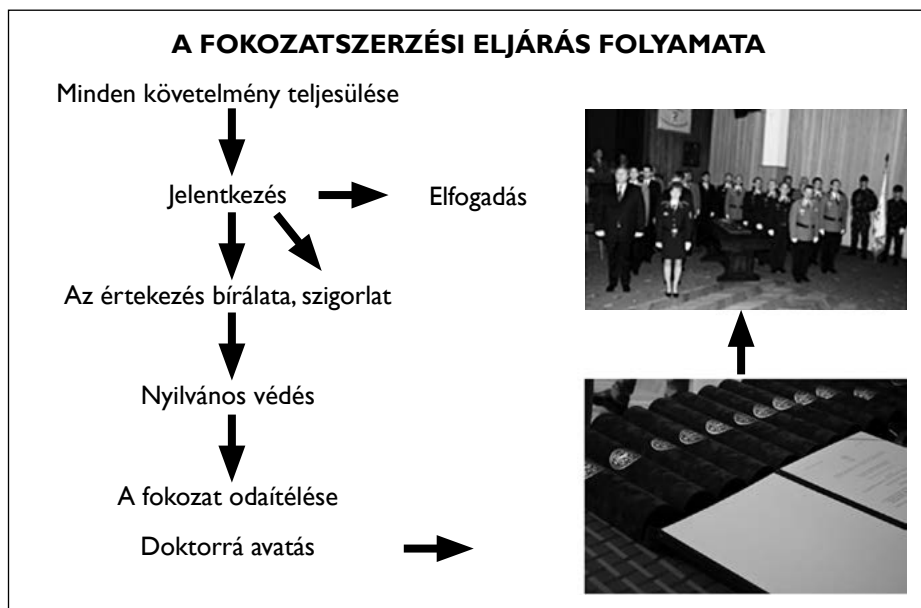 A FOKOZATSZERZÉSI ELJÁRÁS FOLYAMATA
Minden követelmény teljesülése
Jelentkezés
Elfogadás
Az értekezés bírálata, szigorlat
Nyilvános védés
A fokozat odaítélése
Doktorrá avatás